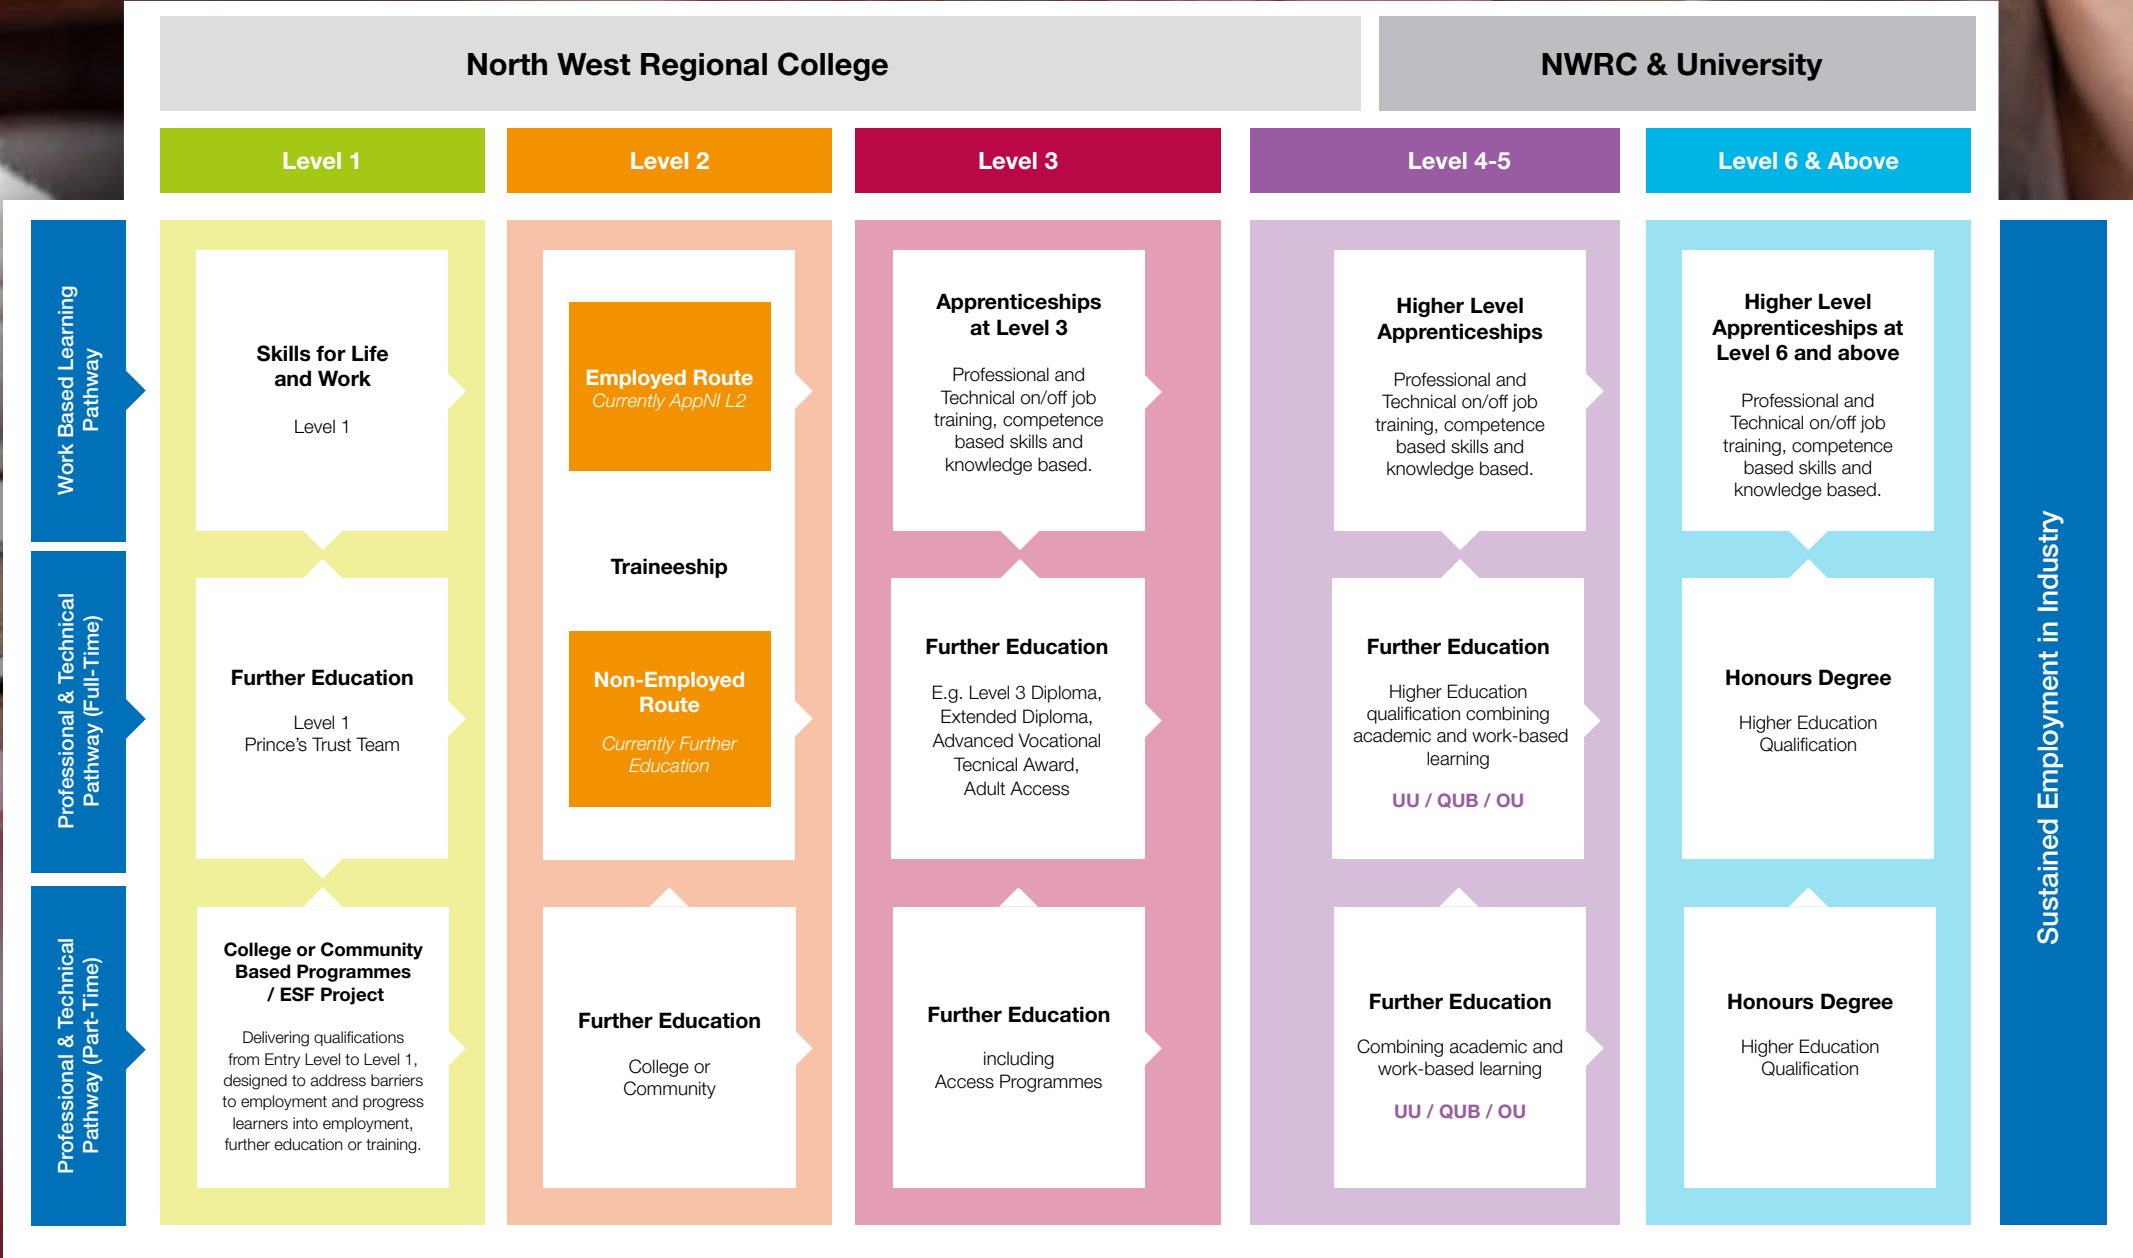 North West Regional College
NWRC & University
Level 1
Level 2
Level 3
Level 4-5
Level 6 & Above
Work Based Learning
Pathway
Skills for Life
and Work
Level 1
Employed Route
Currently AppNI L2
Traineeship
Non-Employed
Route
Currently Further
Education
Apprenticeships
at Level 3
Professional and
Technical on/off job
training, competence
based skills and
knowledge based.
Higher Level
Apprenticeships
Professional and
Technical on/off job
training, competence
based skills and
knowledge based.
Higher Level
Apprenticeships at
Level 6 and above
Professional and
Technical on/off job
training, competence
based skills and
knowledge based.
Professional & Technical
Pathway (Full-Time)
Further Education
Level 1
Prince's Trust Team
Further Education
E.g. Level 3 Diploma,
Extended Diploma,
Advanced Vocational
Tecnical Award,
Adult Access
Further Education
Higher Education
qualification combining
academic and work-based
learning
UU / QUB / OU
Honours Degree
Higher Education
Qualification
Professional & Technical
Pathway (Part-Time)
College or Community
Based Programmes
/ ESF Project
Delivering qualifications
from Entry Level to Level 1,
designed to address barriers
to employment and progress
learners into employment,
further education or training.
Further Education
College or
Community
Further Education
including
Access Programmes
Further Education
Combining academic and
work-based learning
UU / QUB / OU
Honours Degree
Higher Education
Qualification
Sustained Employment in Industry